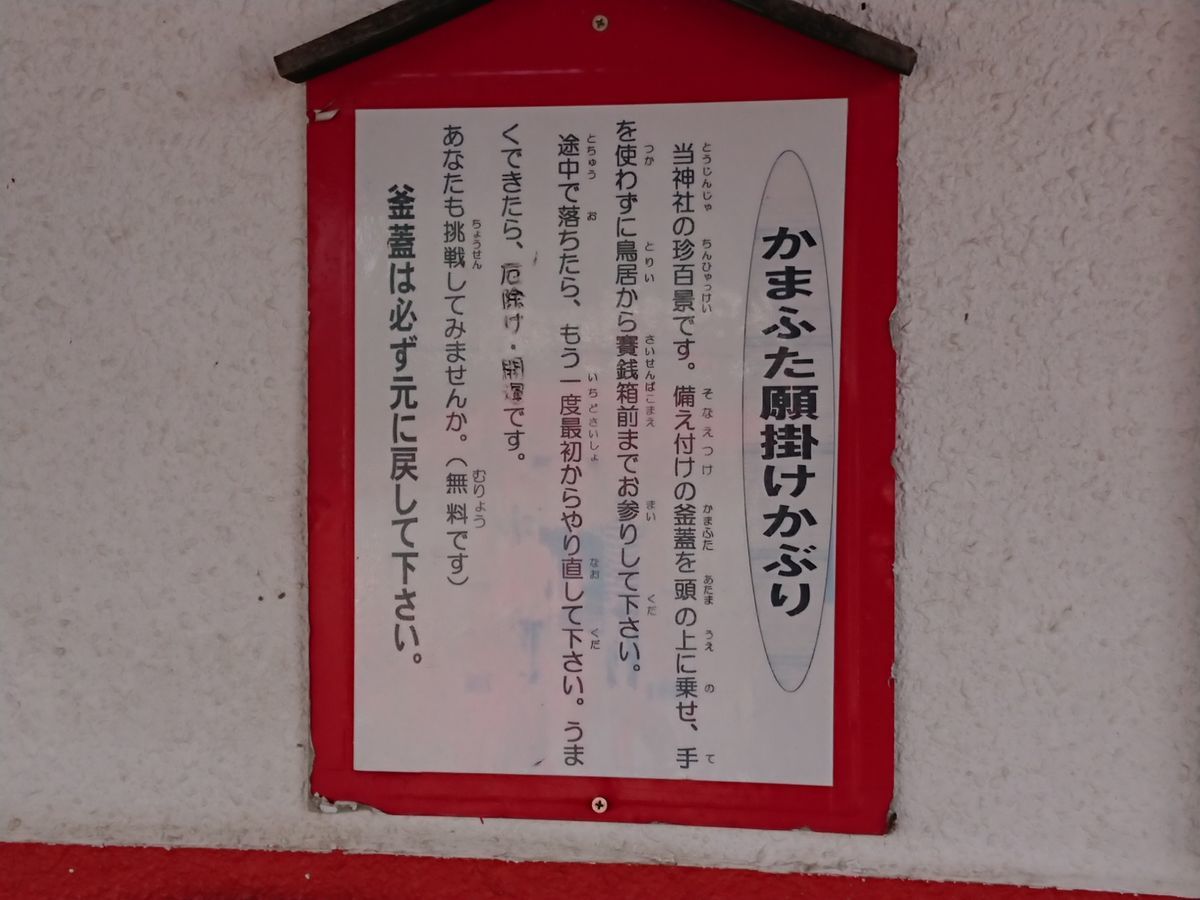 かまふた願掛けかぶり
当神社の珍百景です。備え付けの釜蓋を頭の上に乗せ、手
を使わずに鳥居から賽銭箱前までお参りして下さい。
途中で落ちたら、もう一度最初からやり直して下さい。うま
くできたら、厄除け・開運です。
あなたも挑戦してみませんか。(無料です)
釜蓋は必ず元に戻して下さい。